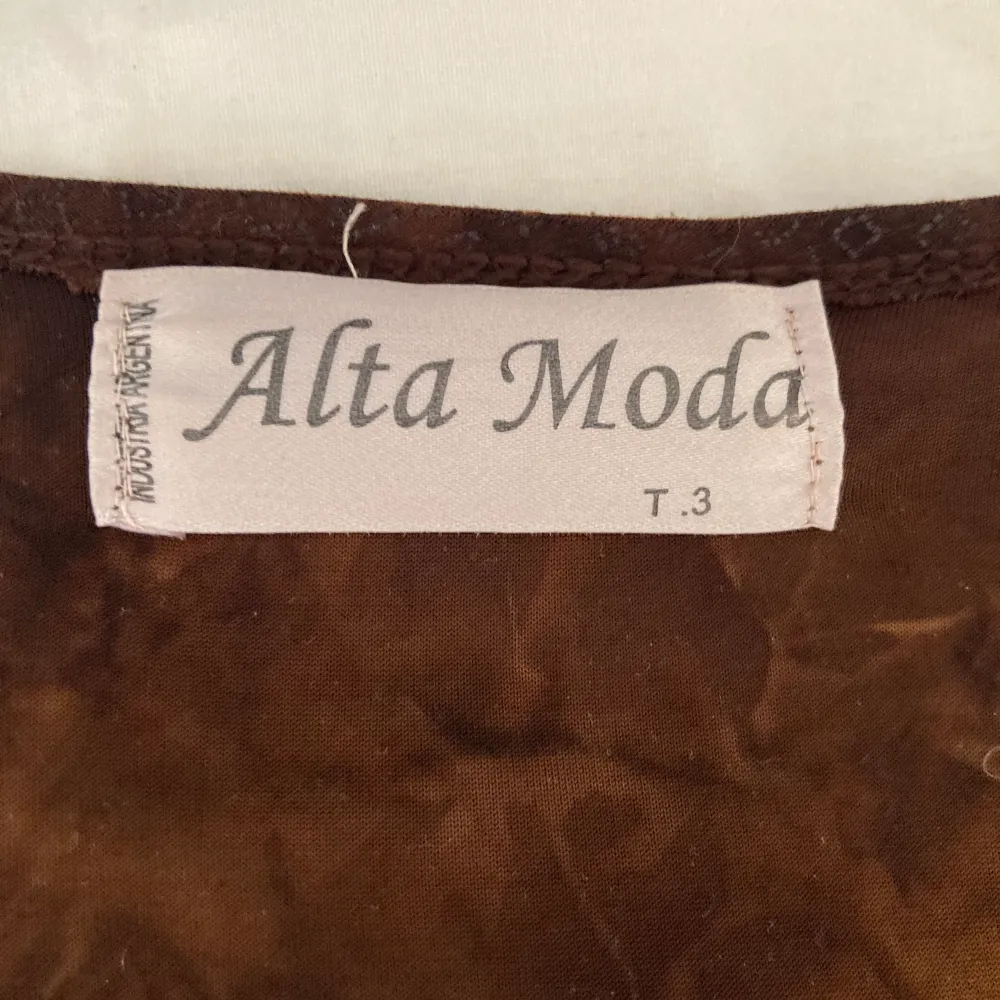 INDUSTRIA ARGENTINA
Alta Moda
T .3